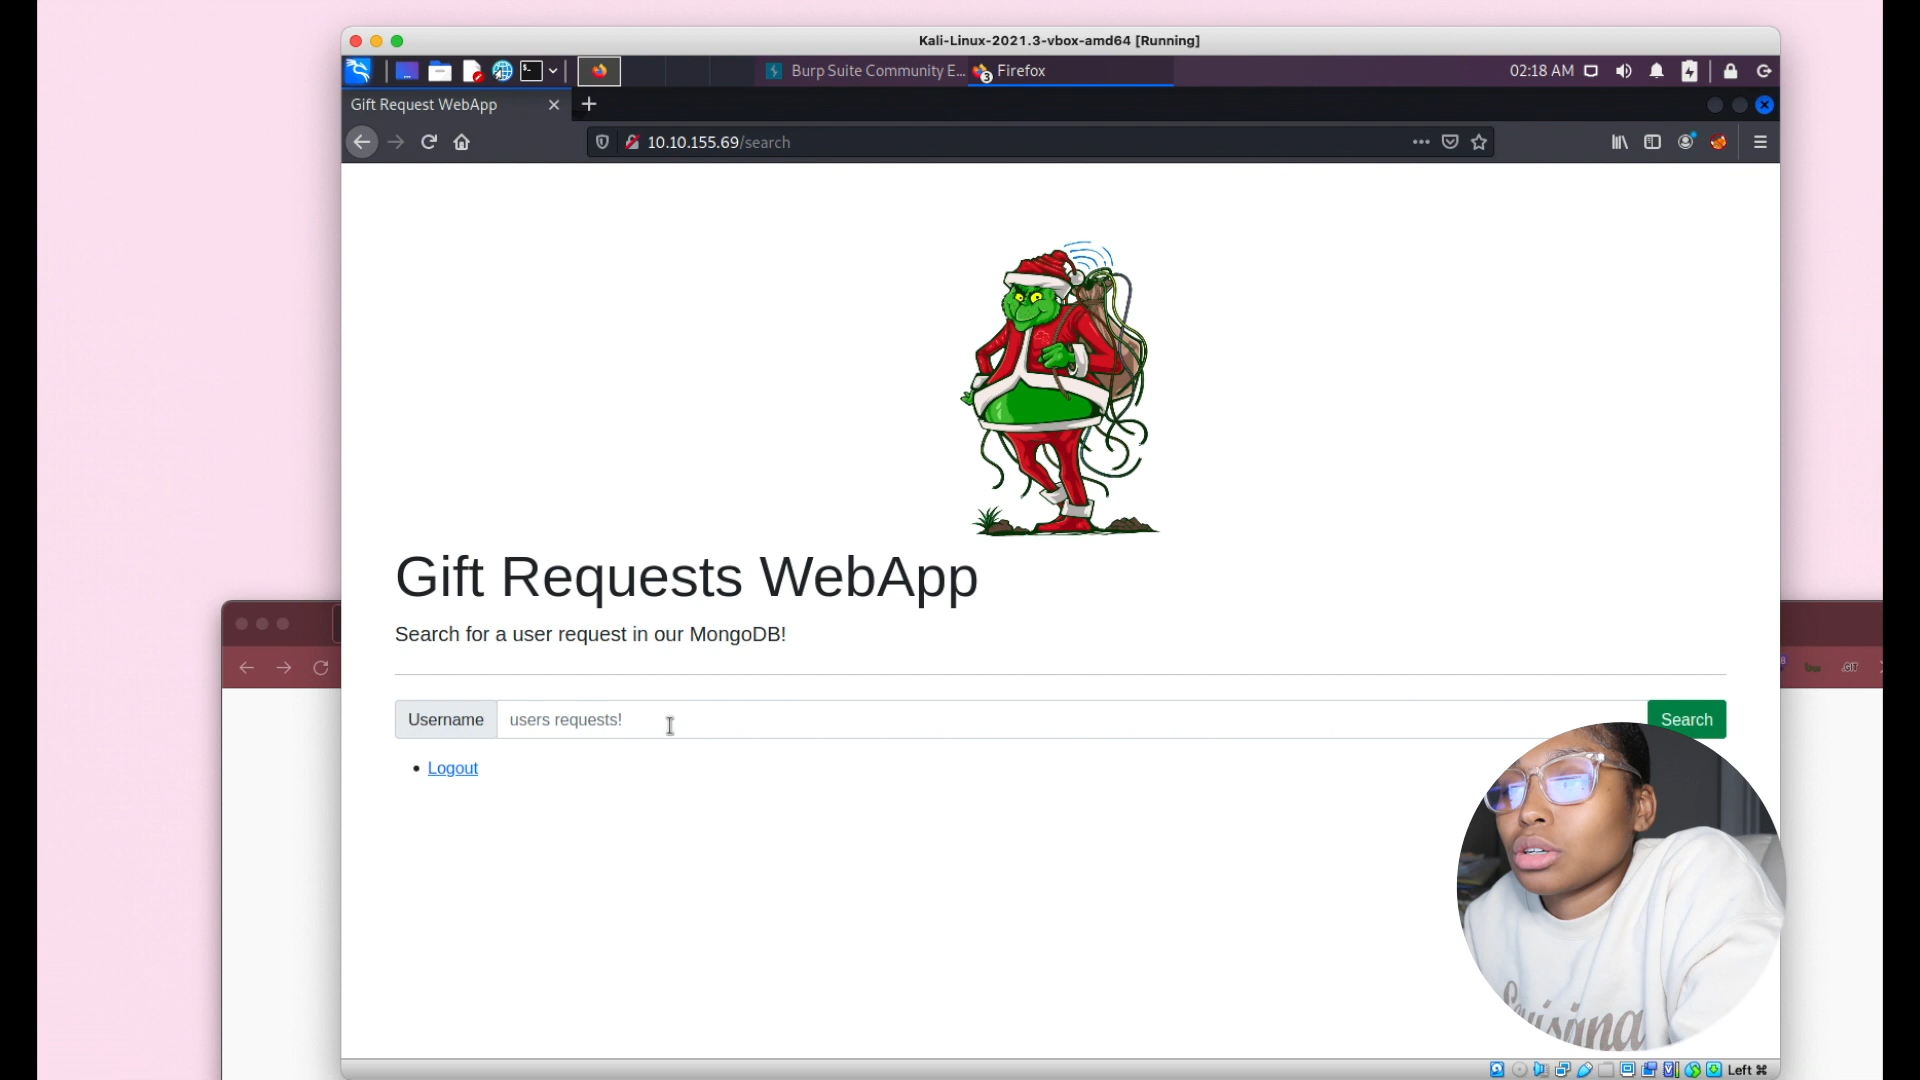 Kali-Linux-2021.3-vbox-amd64 [Running]
Burp Suite Community E...
3 Firefox
02:18 AM
Gift Request WebApp
10.10.155.69/search
Gift Requests WebApp
Search for a user request in our MongoDB!
Username
users requests!
Search
Logout
.GIT
Left ⌘